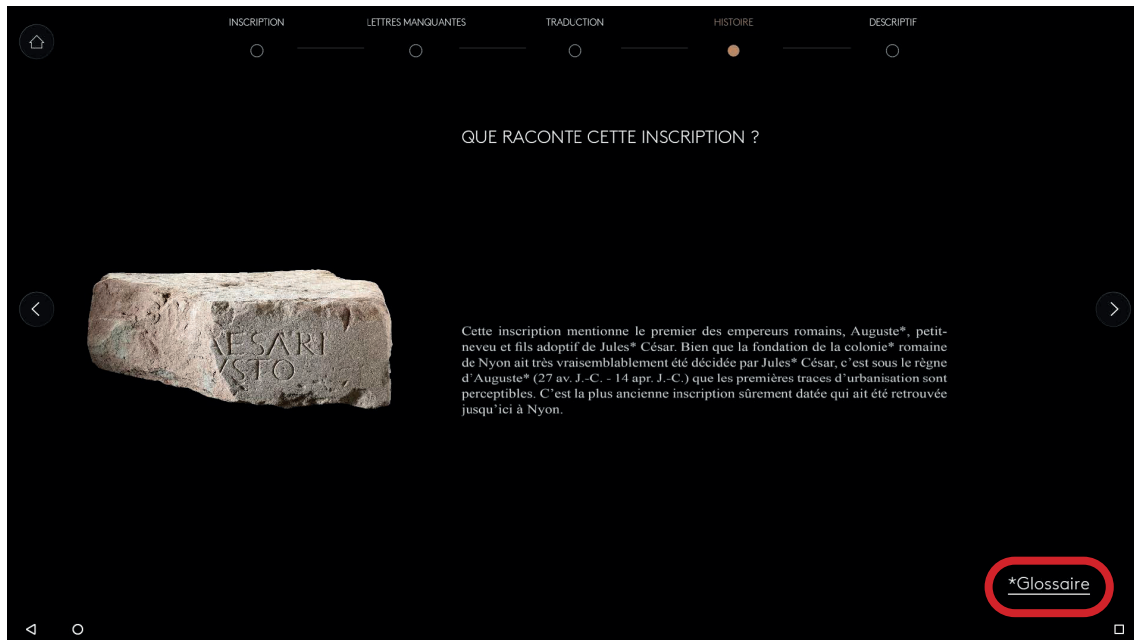 INSCRIPTION LETTRES MANQUANTES TRADUCTION HISTOIRE DESCRIPTIF
QUE RACONTE CETTE INSCRIPTION ?
AESARI
VSTO
Cette inscription mentionne le premier des empereurs romains, Auguste*, petit-
neveu et fils adoptif de Jules* César. Bien que la fondation de la colonie* romaine
de Nyon ait très vraisemblablement été décidée par Jules* César, c’est sous le règne
d’Auguste* (27 av. J.-C. - 14 apr. J.-C.) que les premières traces d’urbanisation sont
perceptibles. C’est la plus ancienne inscription sûrement datée qui ait été retrouvée
jusqu’ici à Nyon.
*Glossaire